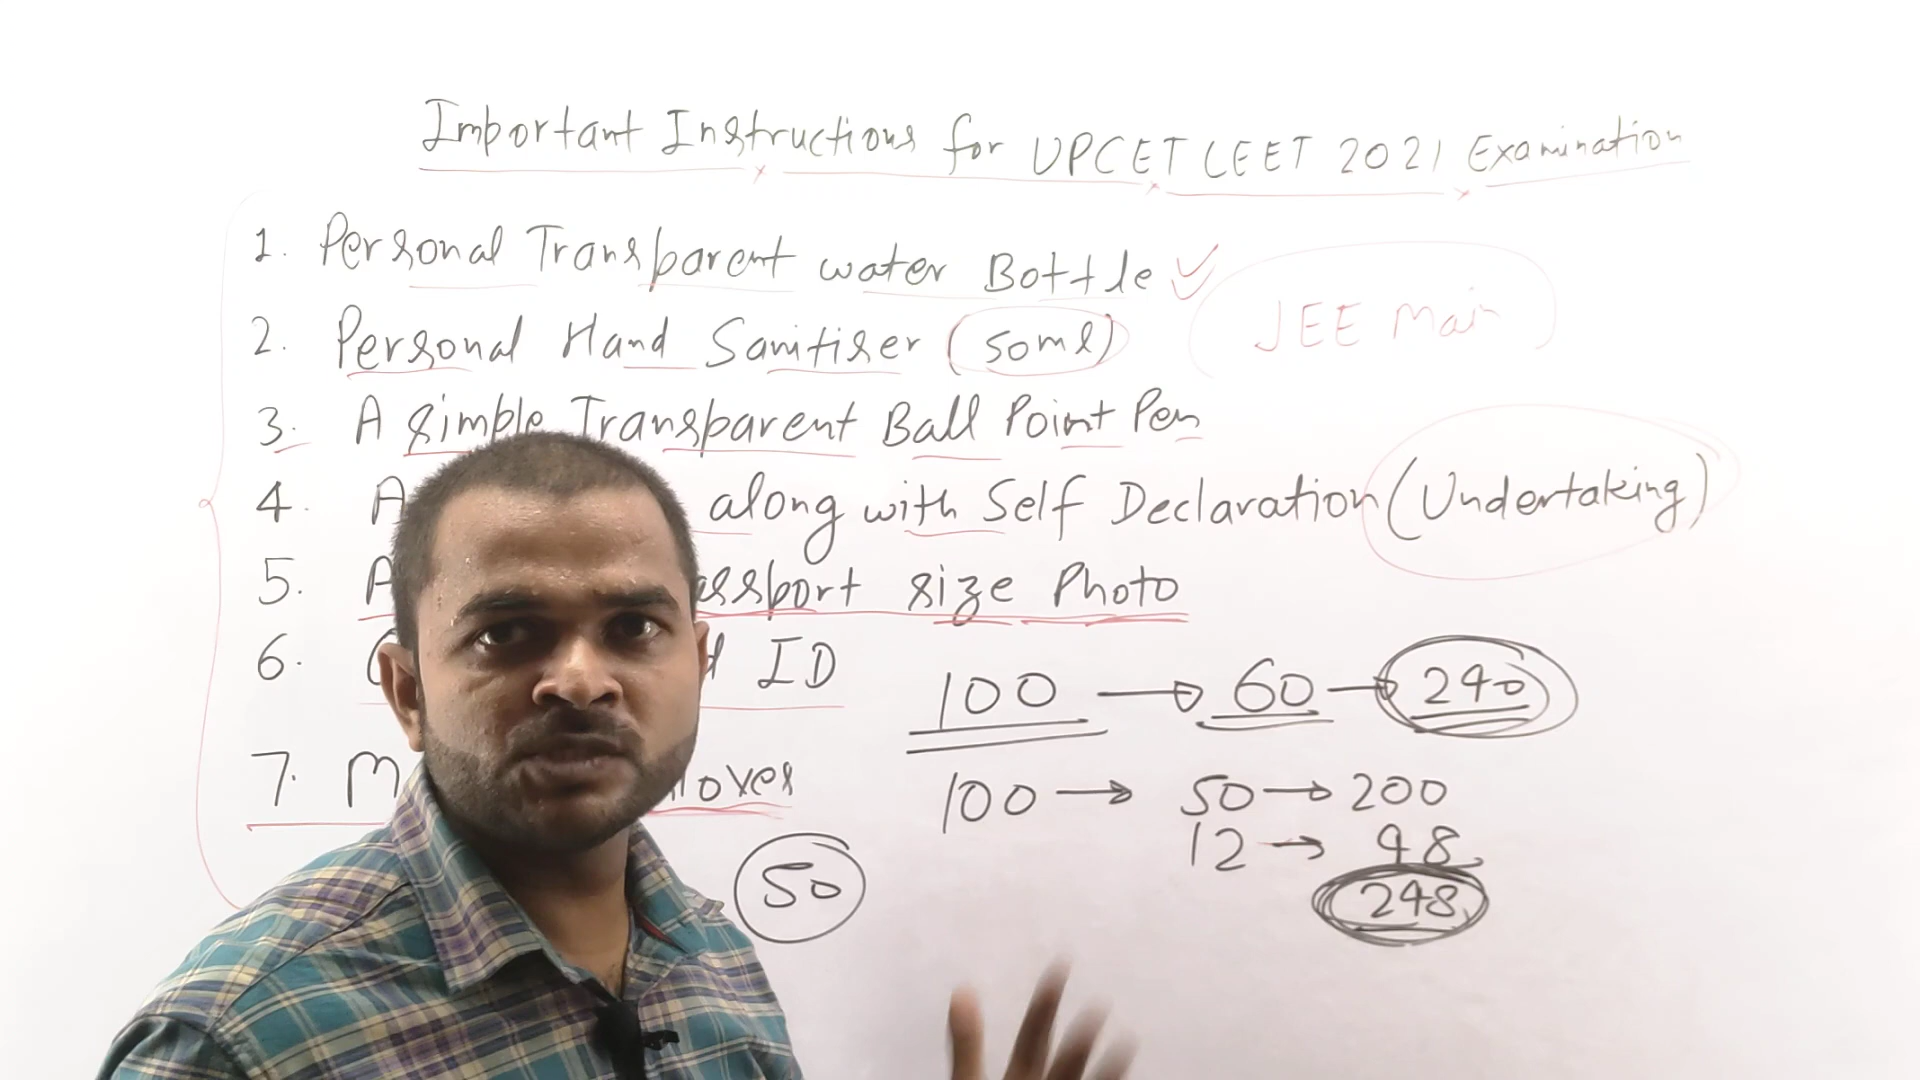 Important Instructions for UPCET LEET 2021 Examination
1. Personal Transparent water Bottle
2. Personal Hand Sanitiser (50ml)
JEE Main
3. A simple Transparent Ball Point Pen
4. A along with Self Declaration (Undertaking)
5. A size Photo
6. ID
100 → 60 → 240
7. M
100 → 50 → 200
12 → 48
50
248